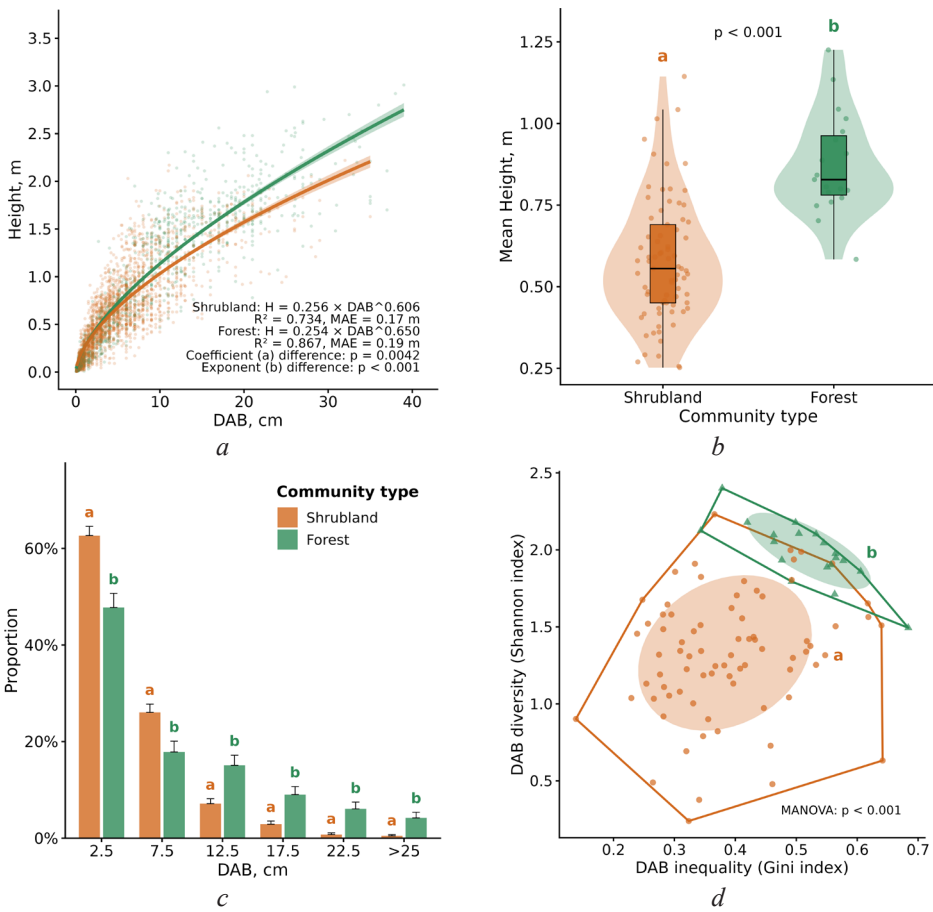 3.5
3.0
2.5
2.0
1.5
1.0
0.5
0.0
Height, m
Shrubland: H = 0.256 × DAB^0.606
R² = 0.734, MAE = 0.17 m
Forest: H = 0.254 × DAB^0.650
R² = 0.867, MAE = 0.19 m
Coefficient (a) difference: p = 0.0042
Exponent (b) difference: p < 0.001
0 10 20 30 40
DAB, cm
a
1.25
1.00
0.75
0.50
0.25
Mean Height, m
p < 0.001
a
b
Shrubland Forest
Community type
b
60%
40%
20%
0%
Proportion
Community type
Shrubland
Forest
a b
a b
a b
a b
a b
a b
2.5 7.5 12.5 17.5 22.5 >25
DAB, cm
c
2.5
2.0
1.5
1.0
0.5
DAB diversity (Shannon index)
b
a
MANOVA: p < 0.001
0.2 0.3 0.4 0.5 0.6 0.7
DAB inequality (Gini index)
d